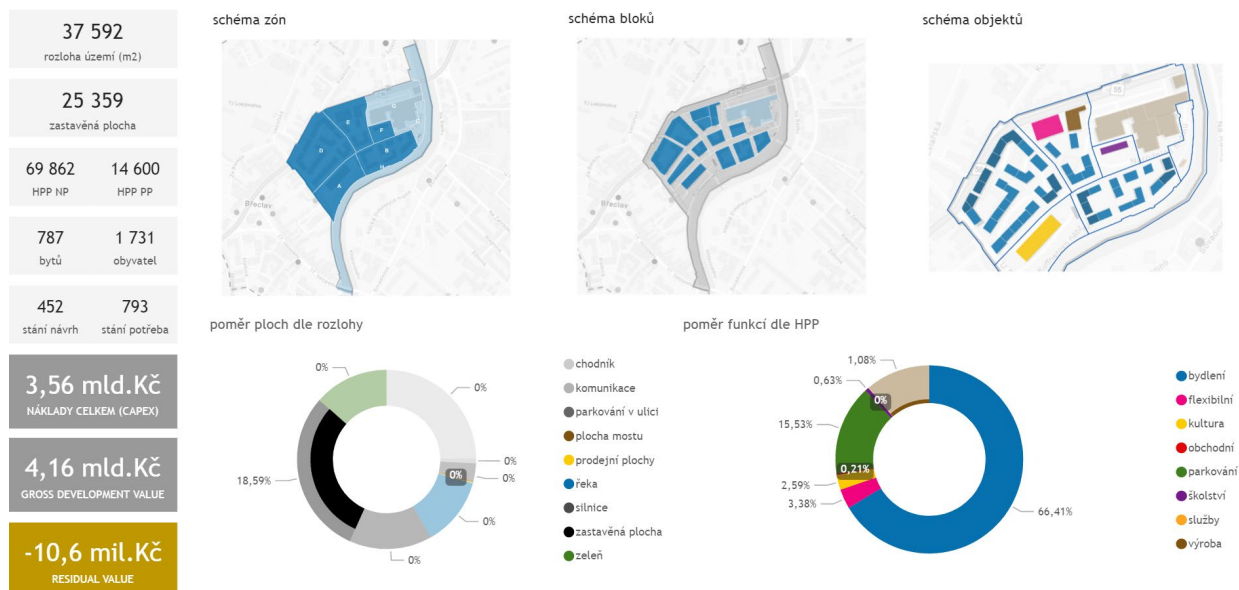 37 592
rozloha území (m2)
25 359
zastavěná plocha
69 862
HPP NP
14 600
HPP PP
787
bytů
1 731
obyvatel
452
stání návrh
793
stání potřeba
3,56 mld.Kč
NÁKLADY CELKEM (CAPEX)
4,16 mld.Kč
GROSS DEVELOPMENT VALUE
-10,6 mil.Kč
RESIDUAL VALUE
schéma zón
E
G
F
D
B
H
A
Břeclav
schéma bloků
Břeclav
schéma objektů
55
poměr ploch dle rozlohy
0%
0%
0%
0%
0%
0%
0%
18,59%
chodník
komunikace
parkování v ulici
plocha mostu
prodejní plochy
řeka
silnice
zastavěná plocha
zeleň
poměr funkcí dle HPP
1,08%
0,63%
0%
15,53%
0,21%
2,59%
3,38%
66,41%
bydlení
flexibilní
kultura
obchodní
parkování
školství
služby
výroba